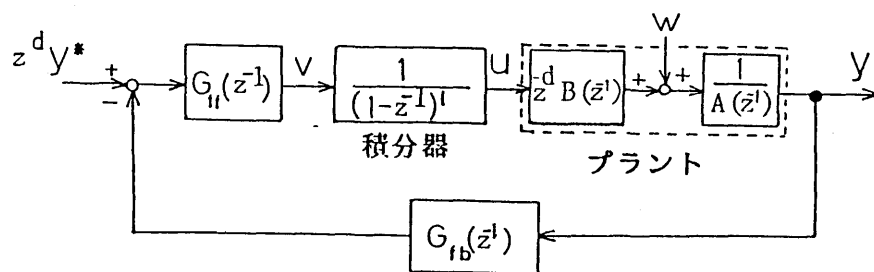 z^d y*
+
−
G_ff(z^-1)
v
1
(1-z^-1)^l
積分器
u
z^-d B(z^-1)
w
+
+
1
A(z^-1)
プラント
y
G_fb(z^-1)